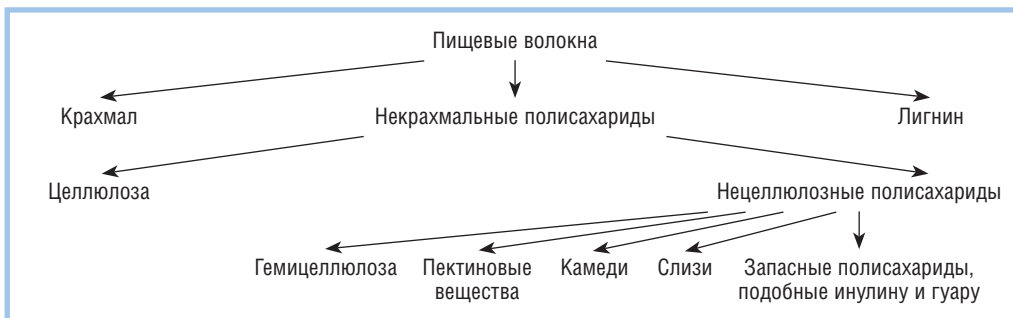 Пищевые волокна
Крахмал
Некрахмальные полисахариды
Лигнин
Целлюлоза
Нецеллюлозные полисахариды
Гемицеллюлоза
Пектиновые
вещества
Камеди
Слизи
Запасные полисахариды,
подобные инулину и гуару